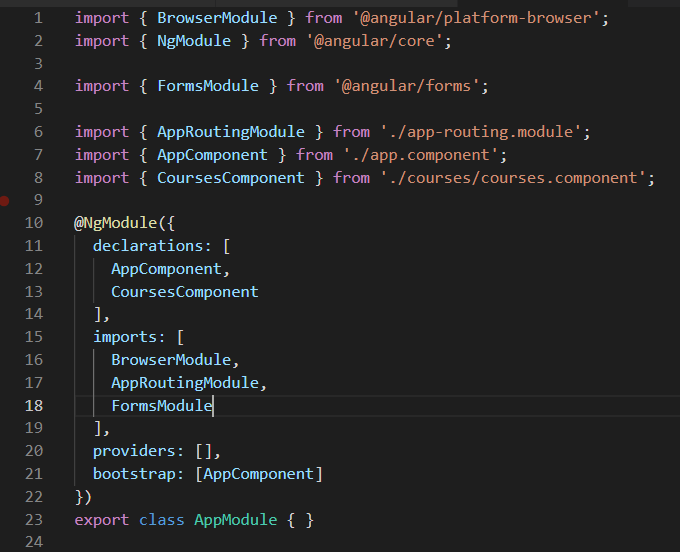 1 import { BrowserModule } from '@angular/platform-browser';
2 import { NgModule } from '@angular/core';
3
4 import { FormsModule } from '@angular/forms';
5
6 import { AppRoutingModule } from './app-routing.module';
7 import { AppComponent } from './app.component';
8 import { CoursesComponent } from './courses/courses.component';
9
10 @NgModule({
11   declarations: [
12     AppComponent,
13     CoursesComponent
14   ],
15   imports: [
16     BrowserModule,
17     AppRoutingModule,
18     FormsModule
19   ],
20   providers: [],
21   bootstrap: [AppComponent]
22 })
23 export class AppModule { }
24